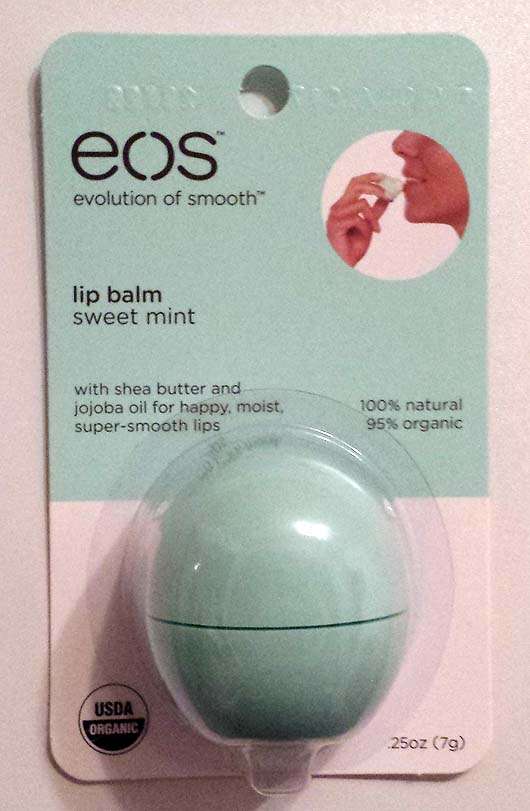 eos™
evolution of smooth™
lip balm
sweet mint
with shea butter and
jojoba oil for happy, moist,
super-smooth lips
100% natural
95% organic
USDA
ORGANIC
.25oz (7g)